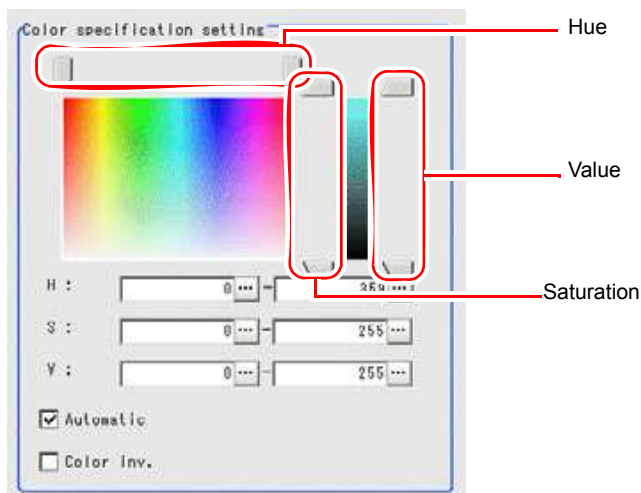 Color specification setting
Hue
Value
Saturation
H : 0 ... - 359 ...
S : 0 ... - 255 ...
V : 0 ... - 255 ...
Automatic
Color Inv.